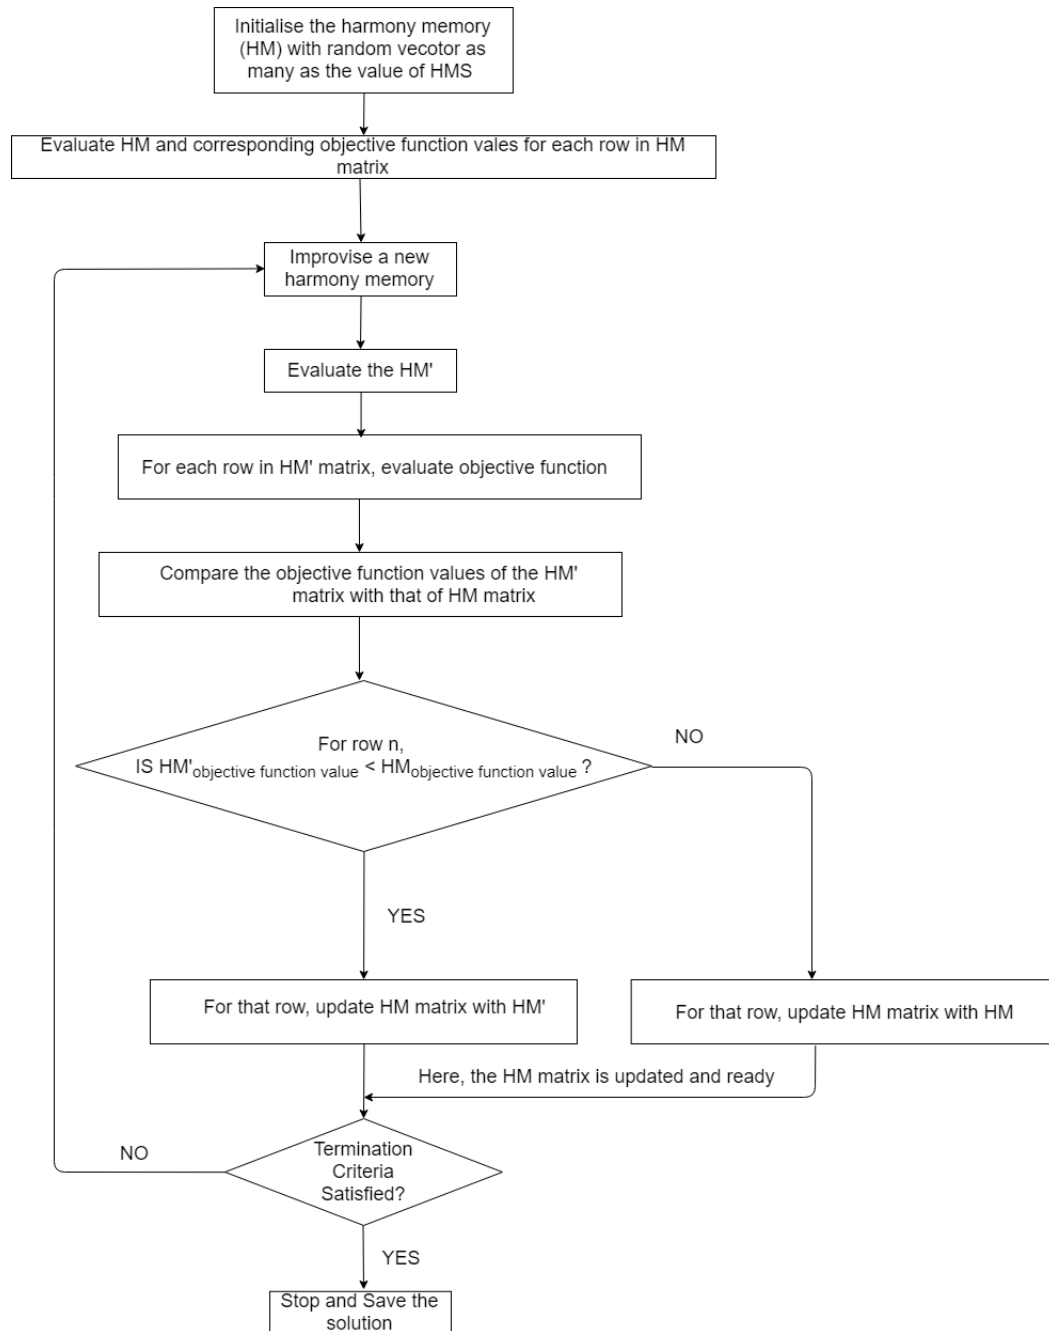 Initialise the harmony memory
(HM) with random vecotor as
many as the value of HMS
Evaluate HM and corresponding objective function vales for each row in HM
matrix
Improvise a new
harmony memory
Evaluate the HM'
For each row in HM' matrix, evaluate objective function
Compare the objective function values of the HM'
matrix with that of HM matrix
For row n,
IS HM'objective function value < HMobjective function value ?
NO
YES
For that row, update HM matrix with HM'
For that row, update HM matrix with HM
Here, the HM matrix is updated and ready
Termination
Criteria
Satisfied?
NO
YES
Stop and Save the
solution